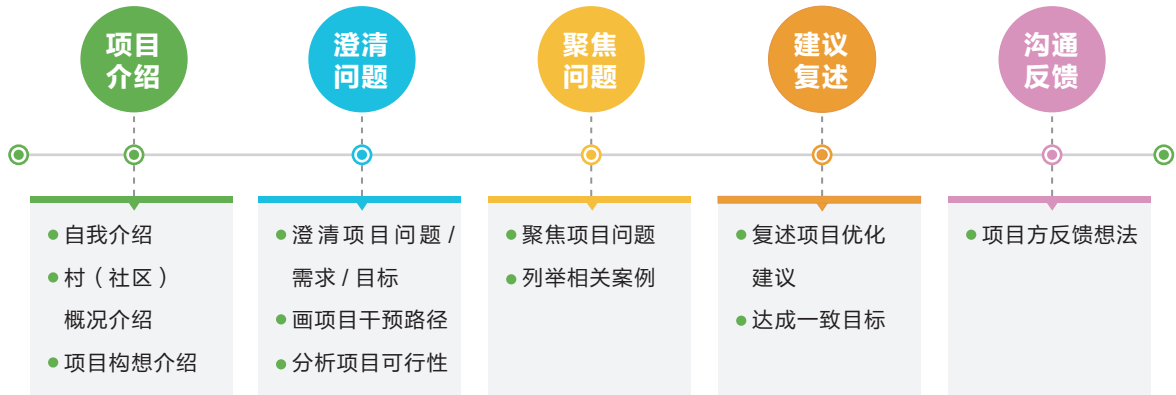 项目
介绍
澄清
问题
聚焦
问题
建议
复述
沟通
反馈
自我介绍
村（社区）
概况介绍
项目构想介绍
澄清项目问题 /
需求 / 目标
画项目干预路径
分析项目可行性
聚焦项目问题
列举相关案例
复述项目优化
建议
达成一致目标
项目方反馈想法